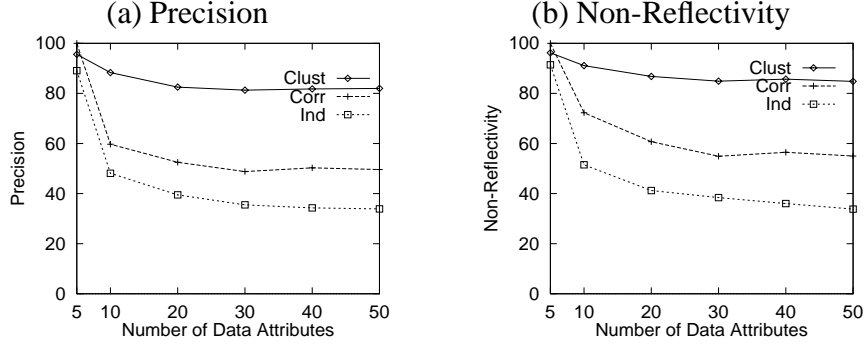 (a) Precision
100
80
60
40
20
0
Precision
Clust
Corr
Ind
5 10 20 30 40 50
Number of Data Attributes
(b) Non-Reflectivity
100
80
60
40
20
0
Non-Reflectivity
Clust
Corr
Ind
5 10 20 30 40 50
Number of Data Attributes